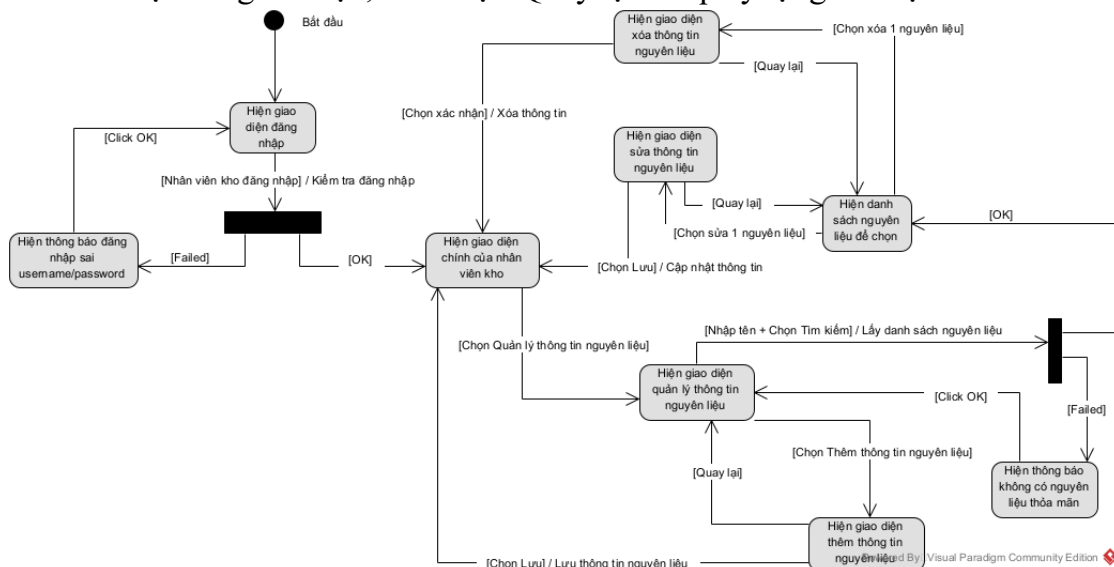 Bắt đầu
Hiện giao diện
xóa thông tin
nguyên liệu
[Chọn xóa 1 nguyên liệu]
[Quay lại]
Hiện giao
diện đăng
nhập
[Chọn xác nhận] / Xóa thông tin
[Click OK]
Hiện giao diện
sửa thông tin
nguyên liệu
[Nhân viên kho đăng nhập] / Kiểm tra đăng nhập
[Quay lại]
Hiện danh
sách nguyên
liệu để chọn
[OK]
[Chọn sửa 1 nguyên liệu]
Hiện thông báo đăng
nhập sai
username/password
[Failed]
[OK]
Hiện giao diện
chính của nhân
viên kho
[Chọn Lưu] / Cập nhật thông tin
[Nhập tên + Chọn Tìm kiếm] / Lấy danh sách nguyên liệu
[Chọn Quản lý thông tin nguyên liệu]
Hiện giao diện
quản lý thông tin
nguyên liệu
[Click OK]
[Failed]
[Chọn Thêm thông tin nguyên liệu]
[Quay lại]
Hiện thông báo
không có nguyên
liệu thỏa mãn
Hiện giao diện
thêm thông tin
nguyên liệu
[Chọn Lưu] / Lưu thông tin nguyên liệu
Powered By: Visual Paradigm Community Edition